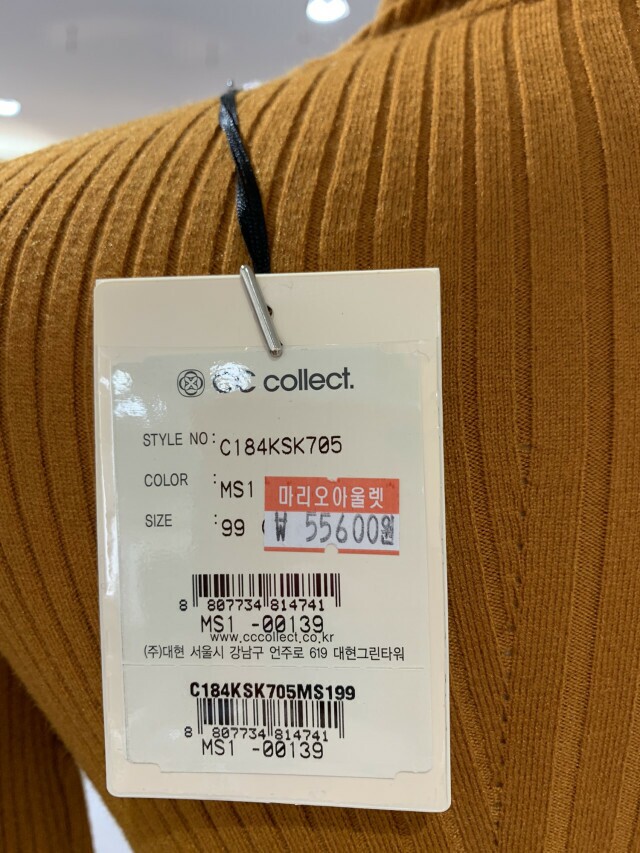 CC collect.
STYLE NO: C184KSK705
COLOR : MS1
마리오아울렛
SIZE : 99
₩ 55600원
8 807734 814741
MS1 -00139
www.cccollect.co.kr
(주)대현 서울시 강남구 언주로 619 대현그린타워
C184KSK705MS199
8 807734 814741
MS1 -00139